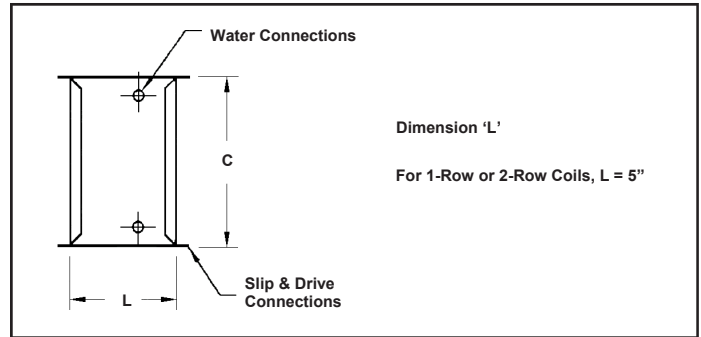 Water Connections
C
L
Slip & Drive
Connections
Dimension ‘L’
For 1-Row or 2-Row Coils, L = 5”